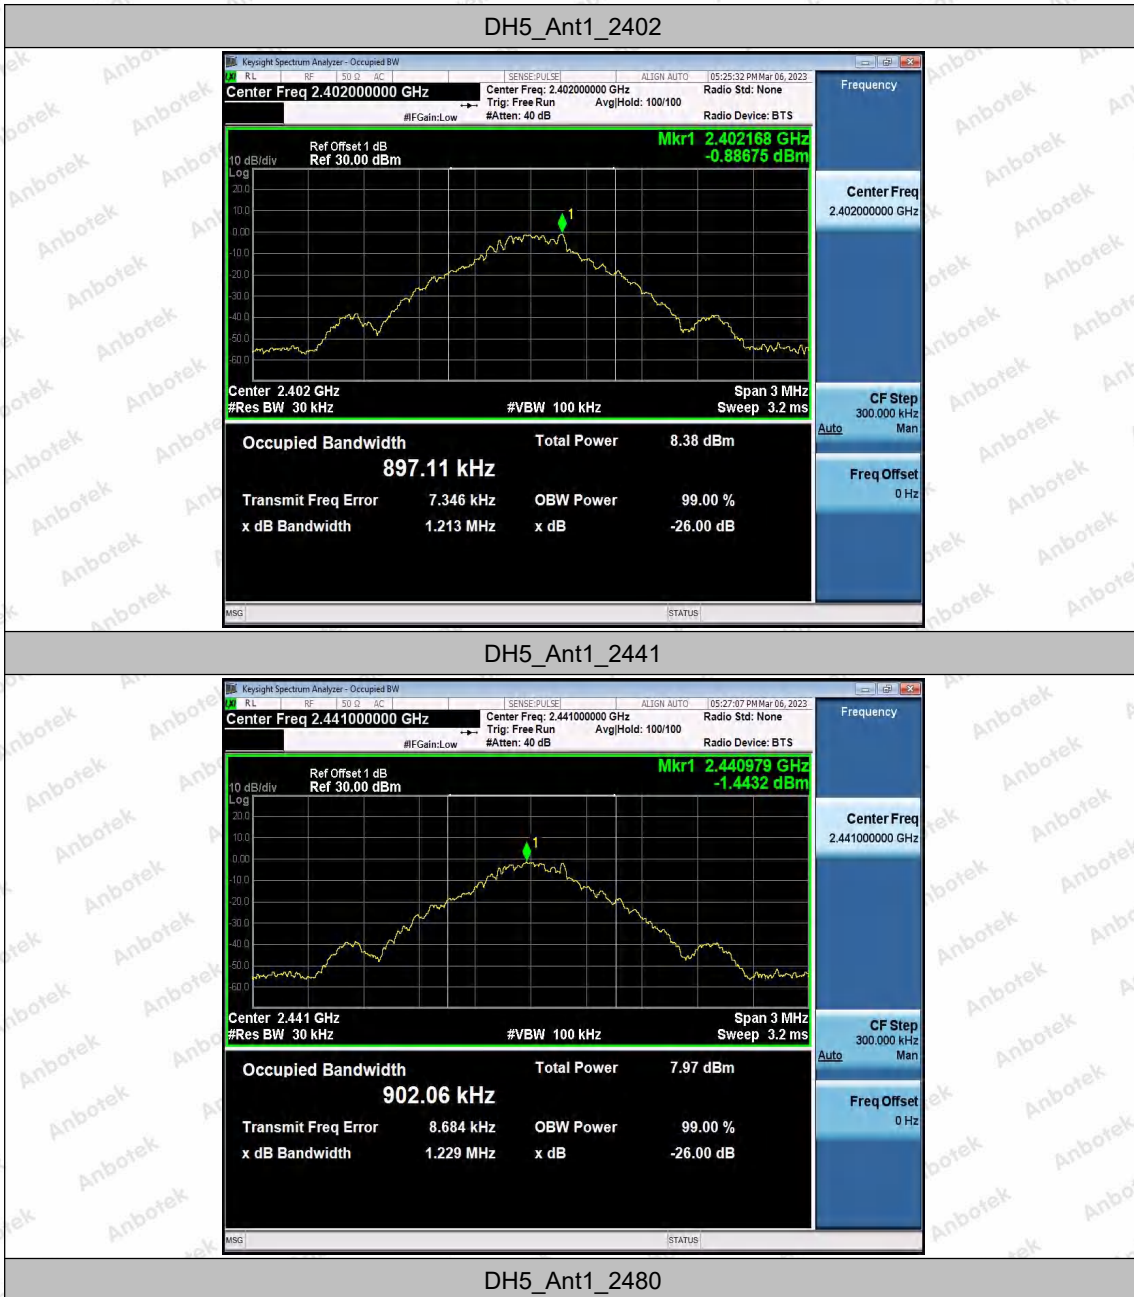 DH5_Ant1_2402
Keysight Spectrum Analyzer - Occupied BW
LXI RL RF 50 Ω AC SENSE:PULSE ALIGN AUTO 05:25:32 PM Mar 06, 2023
Center Freq 2.402000000 GHz
Center Freq: 2.402000000 GHz Radio Std: None
Trig: Free Run Avg|Hold: 100/100
#IFGain:Low #Atten: 40 dB Radio Device: BTS
Frequency
Mkr1 2.402168 GHz
-0.88675 dBm
Ref Offset 1 dB
10 dB/div Ref 30.00 dBm
Log
20.0
10.0
0.00
-10.0
-20.0
-30.0
-40.0
-50.0
-60.0
1
Center 2.402 GHz Span 3 MHz
#Res BW 30 kHz #VBW 100 kHz Sweep 3.2 ms
Center Freq
2.402000000 GHz
CF Step
300.000 kHz
Auto Man
Freq Offset
0 Hz
Occupied Bandwidth Total Power 8.38 dBm
897.11 kHz
Transmit Freq Error 7.346 kHz OBW Power 99.00 %
x dB Bandwidth 1.213 MHz x dB -26.00 dB
MSG STATUS
DH5_Ant1_2441
Keysight Spectrum Analyzer - Occupied BW
LXI RL RF 50 Ω AC SENSE:PULSE ALIGN AUTO 05:27:07 PM Mar 06, 2023
Center Freq 2.441000000 GHz
Center Freq: 2.441000000 GHz Radio Std: None
Trig: Free Run Avg|Hold: 100/100
#IFGain:Low #Atten: 40 dB Radio Device: BTS
Frequency
Mkr1 2.440979 GHz
-1.4432 dBm
Ref Offset 1 dB
10 dB/div Ref 30.00 dBm
Log
20.0
10.0
0.00
-10.0
-20.0
-30.0
-40.0
-50.0
-60.0
1
Center 2.441 GHz Span 3 MHz
#Res BW 30 kHz #VBW 100 kHz Sweep 3.2 ms
Center Freq
2.441000000 GHz
CF Step
300.000 kHz
Auto Man
Freq Offset
0 Hz
Occupied Bandwidth Total Power 7.97 dBm
902.06 kHz
Transmit Freq Error 8.684 kHz OBW Power 99.00 %
x dB Bandwidth 1.229 MHz x dB -26.00 dB
MSG STATUS
DH5_Ant1_2480
Anbotek